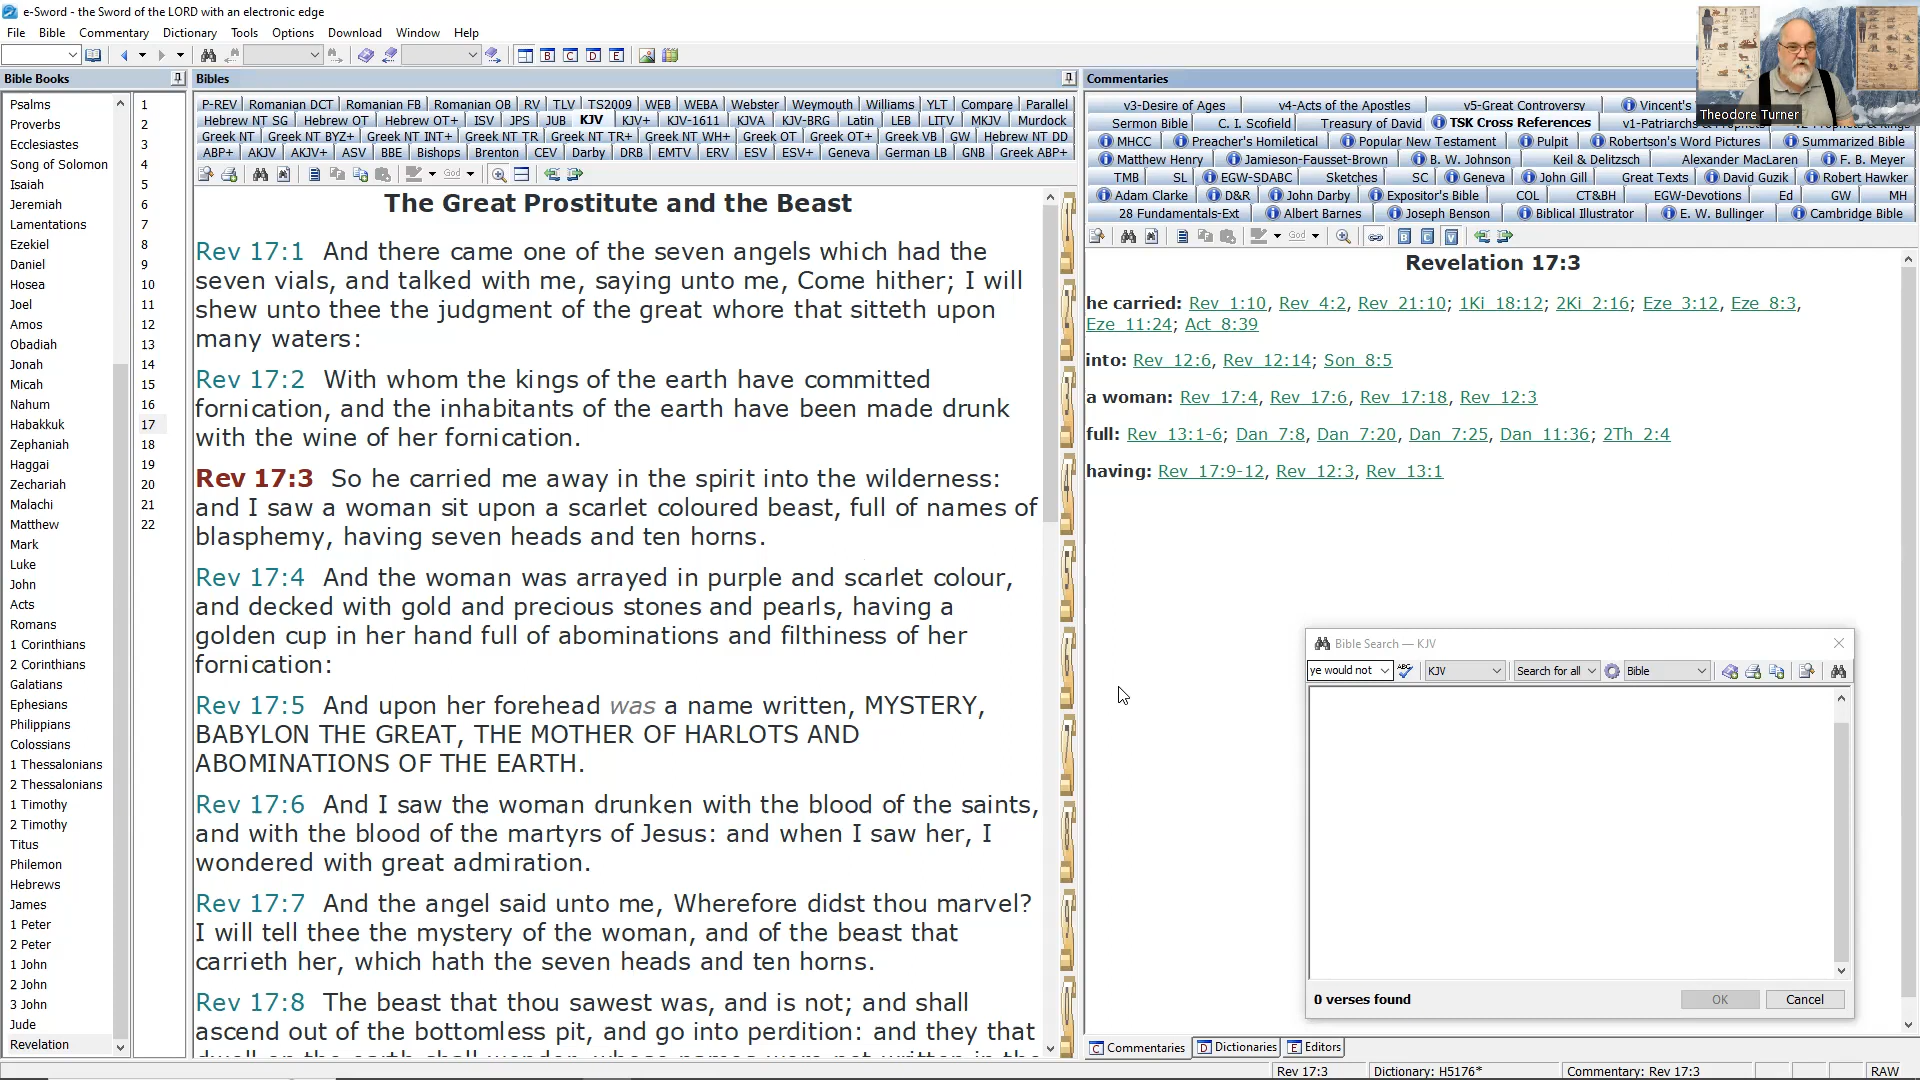 e-Sword - the Sword of the LORD with an electronic edge
File Bible Commentary Dictionary Tools Options Download Window Help
Bible Books
Psalms
Proverbs
Ecclesiastes
Song of Solomon
Isaiah
Jeremiah
Lamentations
Ezekiel
Daniel
Hosea
Joel
Amos
Obadiah
Jonah
Micah
Nahum
Habakkuk
Zephaniah
Haggai
Zechariah
Malachi
Matthew
Mark
Luke
John
Acts
Romans
1 Corinthians
2 Corinthians
Galatians
Ephesians
Philippians
Colossians
1 Thessalonians
2 Thessalonians
1 Timothy
2 Timothy
Titus
Philemon
Hebrews
James
1 Peter
2 Peter
1 John
2 John
3 John
Jude
Revelation
1
2
3
4
5
6
7
8
9
10
11
12
13
14
15
16
17
18
19
20
21
22
Bibles
P-REV Romanian DCT Romanian FB Romanian OB RV TLV TS2009 WEB WEBA Webster Weymouth Williams YLT Compare Parallel
Hebrew NT SG Hebrew OT Hebrew OT+ ISV JPS JUB KJV KJV+ KJV-1611 KJVA KJV-BRG Latin LEB LITV MKJV Murdock
Greek NT Greek NT BYZ+ Greek NT INT+ Greek NT TR Greek NT TR+ Greek NT WH+ Greek OT Greek OT+ Greek VB GW Hebrew NT DD
ABP+ AKJV AKJV+ ASV BBE Bishops Brenton CEV Darby DRB EMTV ERV ESV ESV+ Geneva German LB GNB Greek ABP+
God
The Great Prostitute and the Beast
Rev 17:1 And there came one of the seven angels which had the
seven vials, and talked with me, saying unto me, Come hither; I will
shew unto thee the judgment of the great whore that sitteth upon
many waters:
Rev 17:2 With whom the kings of the earth have committed
fornication, and the inhabitants of the earth have been made drunk
with the wine of her fornication.
Rev 17:3 So he carried me away in the spirit into the wilderness:
and I saw a woman sit upon a scarlet coloured beast, full of names of
blasphemy, having seven heads and ten horns.
Rev 17:4 And the woman was arrayed in purple and scarlet colour,
and decked with gold and precious stones and pearls, having a
golden cup in her hand full of abominations and filthiness of her
fornication:
Rev 17:5 And upon her forehead was a name written, MYSTERY,
BABYLON THE GREAT, THE MOTHER OF HARLOTS AND
ABOMINATIONS OF THE EARTH.
Rev 17:6 And I saw the woman drunken with the blood of the saints,
and with the blood of the martyrs of Jesus: and when I saw her, I
wondered with great admiration.
Rev 17:7 And the angel said unto me, Wherefore didst thou marvel?
I will tell thee the mystery of the woman, and of the beast that
carrieth her, which hath the seven heads and ten horns.
Rev 17:8 The beast that thou sawest was, and is not; and shall
ascend out of the bottomless pit, and go into perdition: and they that
Commentaries
v3-Desire of Ages v4-Acts of the Apostles v5-Great Controversy Vincent's
Sermon Bible C. I. Scofield Treasury of David TSK Cross References v1-Patriarchs
MHCC Preacher's Homiletical Popular New Testament Pulpit Robertson's Word Pictures Summarized Bible
Matthew Henry Jamieson-Fausset-Brown B. W. Johnson Keil & Delitzsch Alexander MacLaren F. B. Meyer
TMB SL EGW-SDABC Sketches SC Geneva John Gill Great Texts David Guzik Robert Hawker
Adam Clarke D&R John Darby Expositor's Bible COL CT&BH EGW-Devotions Ed GW MH
28 Fundamentals-Ext Albert Barnes Joseph Benson Biblical Illustrator E. W. Bullinger Cambridge Bible
God
Revelation 17:3
he carried: Rev 1:10, Rev 4:2, Rev 21:10; 1Ki 18:12; 2Ki 2:16; Eze 3:12, Eze 8:3,
Eze 11:24; Act 8:39
into: Rev 12:6, Rev 12:14; Son 8:5
a woman: Rev 17:4, Rev 17:6, Rev 17:18, Rev 12:3
full: Rev 13:1-6; Dan 7:8, Dan 7:20, Dan 7:25, Dan 11:36; 2Th 2:4
having: Rev 17:9-12, Rev 12:3, Rev 13:1
Theodore Turner
Bible Search — KJV
ye would not ABC KJV Search for all Bible
0 verses found OK Cancel
Commentaries Dictionaries Editors
Rev 17:3 Dictionary: H5176* Commentary: Rev 17:3 RAW